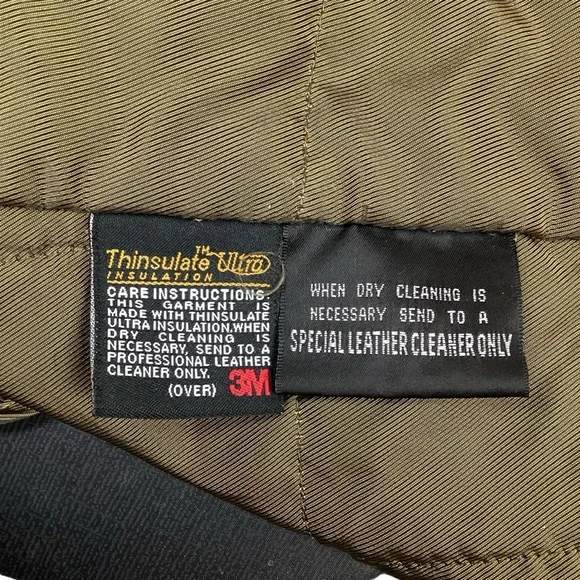 Thinsulate™ Ultra
INSULATION
CARE INSTRUCTIONS:
THIS GARMENT IS
MADE WITH THINSULATE
ULTRA INSULATION, WHEN
DRY CLEANING IS
NECESSARY, SEND TO A
PROFESSIONAL LEATHER
CLEANER ONLY.
(OVER) 3M
WHEN DRY CLEANING IS
NECESSARY SEND TO A
SPECIAL LEATHER CLEANER ONLY